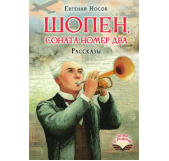 Евгений Носов
ШОПЕН,
СОНАТА НОМЕР ДВА
Рассказы